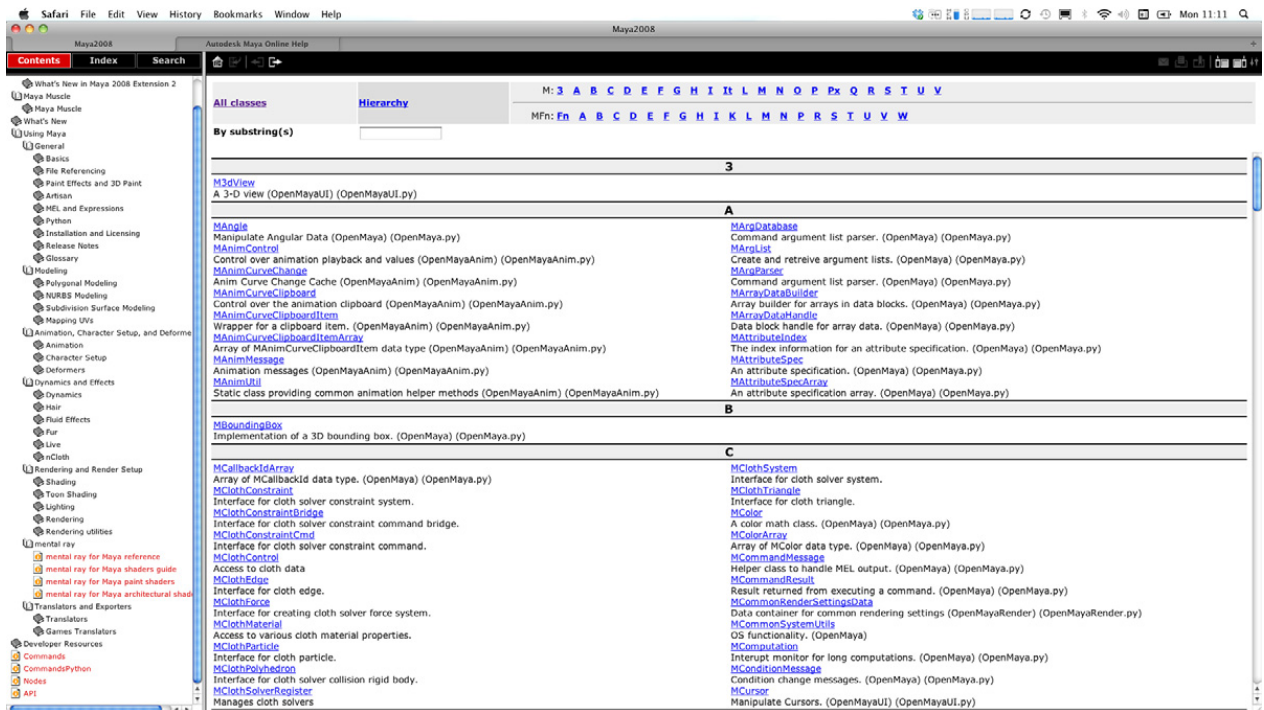 Safari File Edit View History Bookmarks Window Help
Mon 11:11
Maya2008
Maya2008
Autodesk Maya Online Help
Contents Index Search
What's New in Maya 2008 Extension 2
Maya Muscle
Maya Muscle
What's New
Using Maya
General
Basics
File Referencing
Paint Effects and 3D Paint
Artisan
MEL and Expressions
Python
Installation and Licensing
Release Notes
Glossary
Modeling
Polygonal Modeling
NURBS Modeling
Subdivision Surface Modeling
Mapping UVs
Animation, Character Setup, and Deforme
Animation
Character Setup
Deformers
Dynamics and Effects
Dynamics
Hair
Fluid Effects
Fur
Live
nCloth
Rendering and Render Setup
Shading
Toon Shading
Lighting
Rendering
Rendering utilities
mental ray
mental ray for Maya reference
mental ray for Maya shaders guide
mental ray for Maya paint shaders
mental ray for Maya architectural shad
Translators and Exporters
Translators
Games Translators
Developer Resources
Commands
CommandsPython
Nodes
API
All classes
Hierarchy
M: 3 A B C D E F G H I It L M N O P Px Q R S T U V
MFn: Fn A B C D E F G H I K L M N P R S T U V W
By substring(s)
3
M3dView
A 3-D view (OpenMayaUI) (OpenMayaUI.py)
A
MAngle
Manipulate Angular Data (OpenMaya) (OpenMaya.py)
MAnimControl
Control over animation playback and values (OpenMayaAnim) (OpenMayaAnim.py)
MAnimCurveChange
Anim Curve Change Cache (OpenMayaAnim) (OpenMayaAnim.py)
MAnimCurveClipboard
Control over the animation clipboard (OpenMayaAnim) (OpenMayaAnim.py)
MAnimCurveClipboardItem
Wrapper for a clipboard item. (OpenMayaAnim) (OpenMayaAnim.py)
MAnimCurveClipboardItemArray
Array of MAnimCurveClipboardItem data type (OpenMayaAnim) (OpenMayaAnim.py)
MAnimMessage
Animation messages (OpenMayaAnim) (OpenMayaAnim.py)
MAnimUtil
Static class providing common animation helper methods (OpenMayaAnim) (OpenMayaAnim.py)
MArgDatabase
Command argument list parser. (OpenMaya) (OpenMaya.py)
MArgList
Create and retreive argument lists. (OpenMaya) (OpenMaya.py)
MArgParser
Command argument list parser. (OpenMaya) (OpenMaya.py)
MArrayDataBuilder
Array builder for arrays in data blocks. (OpenMaya) (OpenMaya.py)
MArrayDataHandle
Data block handle for array data. (OpenMaya) (OpenMaya.py)
MAttributeIndex
The index information for an attribute specification. (OpenMaya) (OpenMaya.py)
MAttributeSpec
An attribute specification. (OpenMaya) (OpenMaya.py)
MAttributeSpecArray
An attribute specification array. (OpenMaya) (OpenMaya.py)
B
MBoundingBox
Implementation of a 3D bounding box. (OpenMaya) (OpenMaya.py)
C
MCallbackIdArray
Array of MCallbackId data type. (OpenMaya) (OpenMaya.py)
MClothConstraint
Interface for cloth solver constraint system.
MClothConstraintBridge
Interface for cloth solver constraint command bridge.
MClothConstraintCmd
Interface for cloth solver constraint command.
MClothControl
Access to cloth data
MClothEdge
Interface for cloth edge.
MClothForce
Interface for creating cloth solver force system.
MClothMaterial
Access to various cloth material properties.
MClothParticle
Interface for cloth particle.
MClothPolyhedron
Interface for cloth solver collision rigid body.
MClothSolverRegister
Manages cloth solvers
MClothSystem
Interface for cloth solver system.
MClothTriangle
Interface for cloth triangle.
MColor
A color math class. (OpenMaya) (OpenMaya.py)
MColorArray
Array of MColor data type. (OpenMaya) (OpenMaya.py)
MCommandMessage
Helper class to handle MEL output. (OpenMaya) (OpenMaya.py)
MCommandResult
Result returned from executing a command. (OpenMaya) (OpenMaya.py)
MCommonRenderSettingsData
Data container for common rendering settings (OpenMayaRender) (OpenMayaRender.py)
MCommonSystemUtils
OS functionality. (OpenMaya)
MComputation
Interupt monitor for long computations. (OpenMaya) (OpenMaya.py)
MConditionMessage
Condition change messages. (OpenMaya) (OpenMaya.py)
MCursor
Manipulate Cursors. (OpenMayaUI) (OpenMayaUI.py)